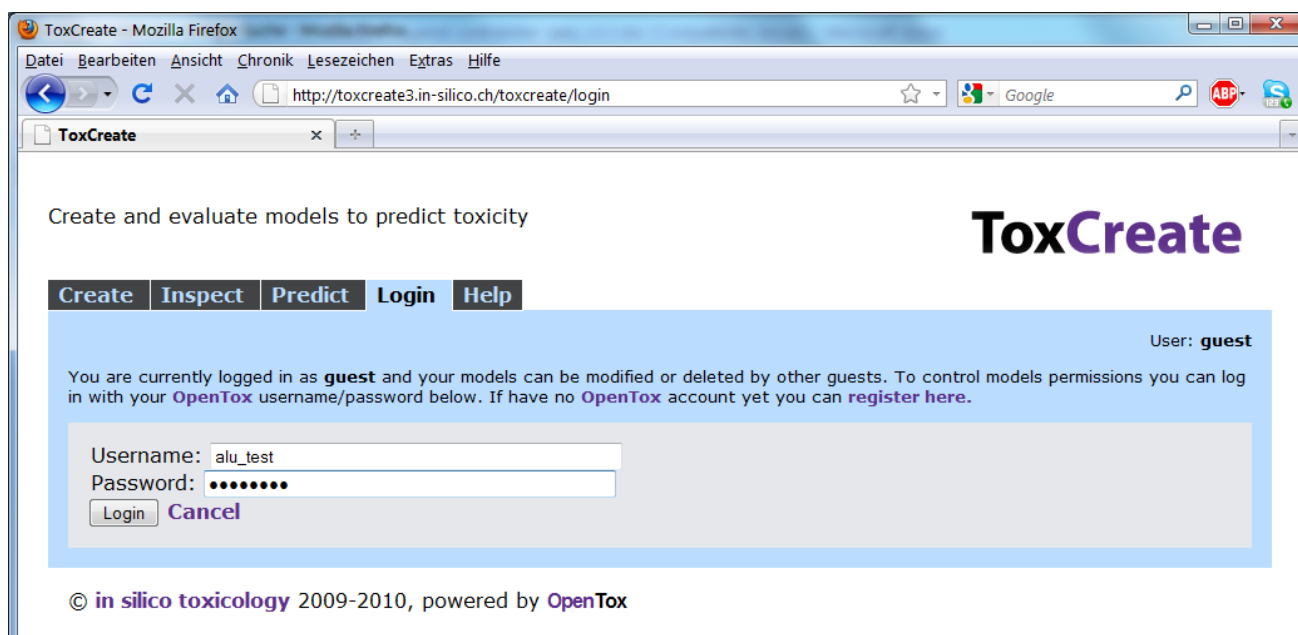 ToxCreate - Mozilla Firefox
Datei Bearbeiten Ansicht Chronik Lesezeichen Extras Hilfe
http://toxcreate3.in-silico.ch/toxcreate/login
Google
ABP
ToxCreate
Create and evaluate models to predict toxicity
ToxCreate
Create Inspect Predict Login Help
User: guest
You are currently logged in as guest and your models can be modified or deleted by other guests. To control models permissions you can log
in with your OpenTox username/password below. If have no OpenTox account yet you can register here.
Username: alu_test
Password: ••••••••
Login Cancel
© in silico toxicology 2009-2010, powered by OpenTox